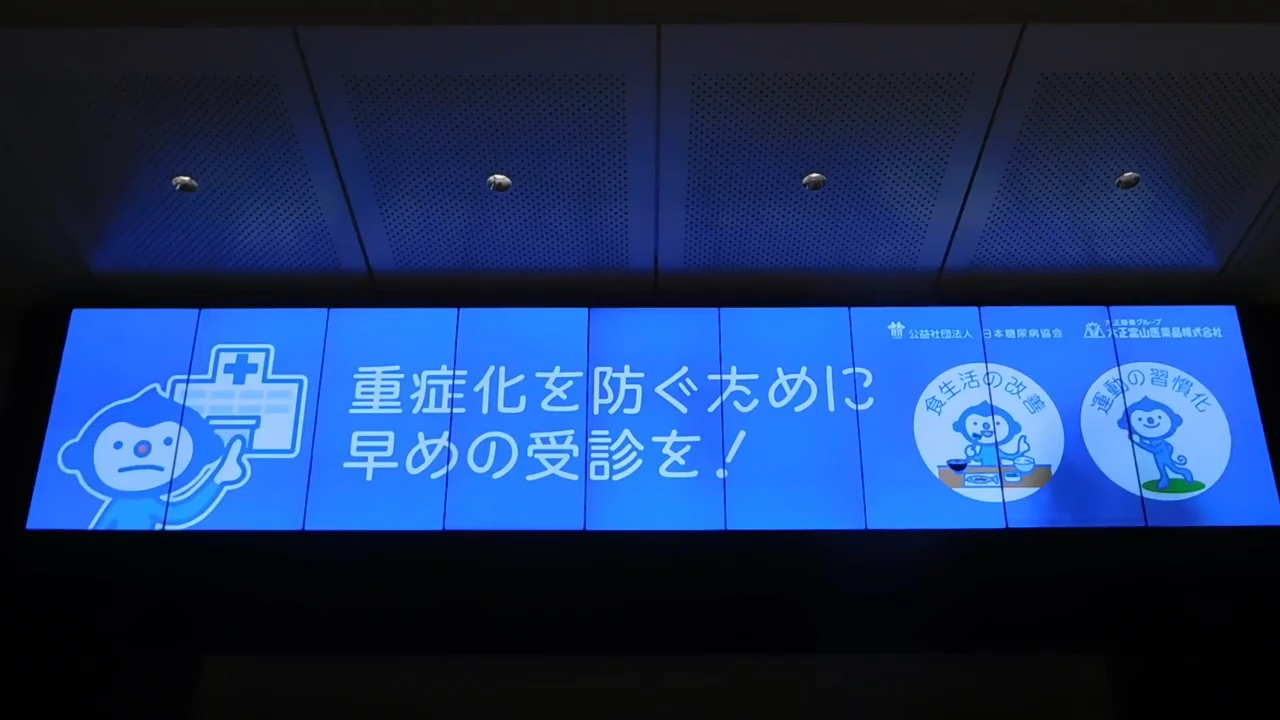 重症化を防ぐために
早めの受診を!
公益社団法人 日本糖尿病協会
大正製薬グループ
大正富山医薬品株式会社
食生活の改善
運動の習慣化